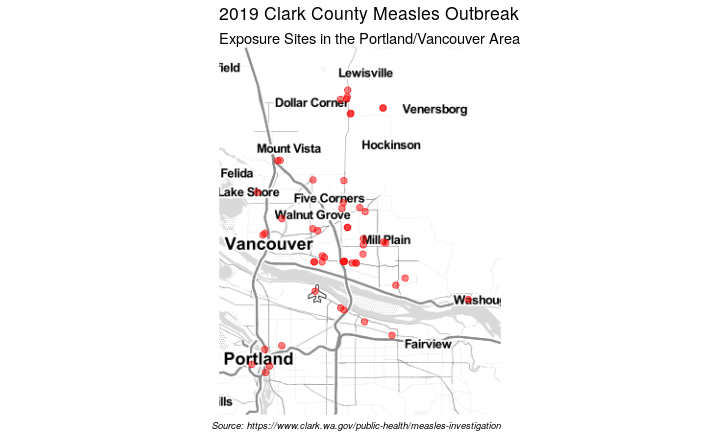 2019 Clark County Measles Outbreak
Exposure Sites in the Portland/Vancouver Area
field
Lewisville
Dollar Corner
Venersborg
Hockinson
Mount Vista
Felida
Lake Shore
Five Corners
Walnut Grove
Vancouver
Mill Plain
Washoug
Fairview
Portland
ills
Source: https://www.clark.wa.gov/public-health/measles-investigation